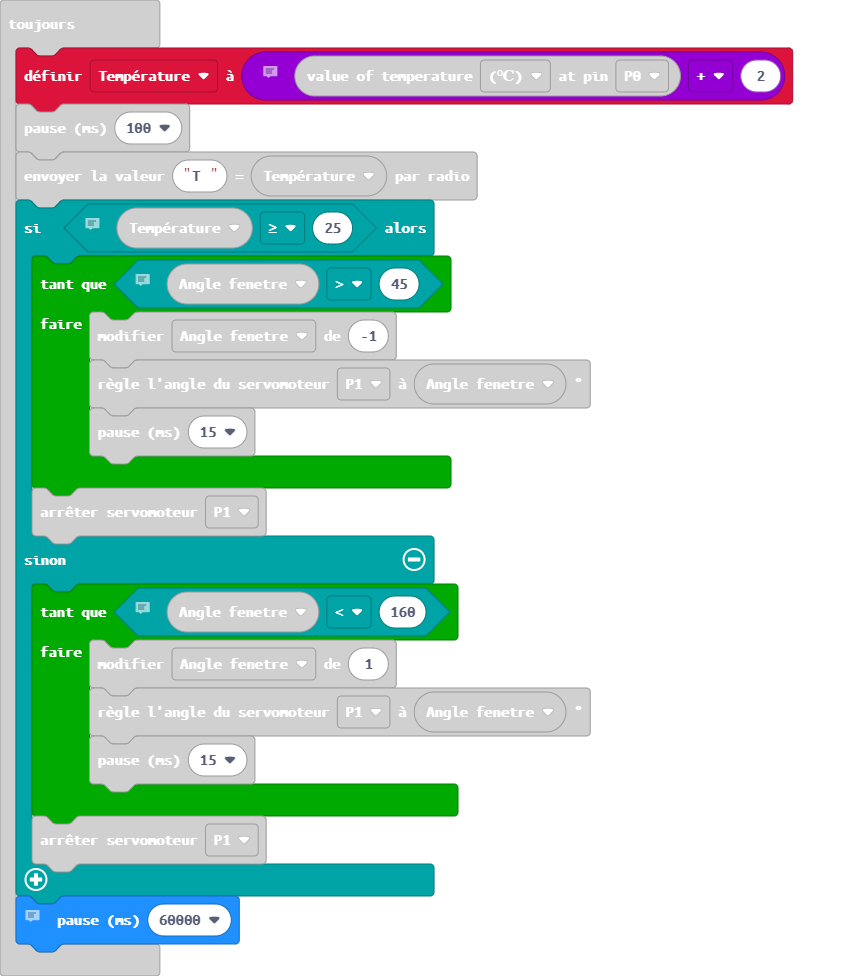 toujours
définir Température à value of temperature (℃) at pin P0 + 2
pause (ms) 100
envoyer la valeur "T " = Température par radio
si Température ≥ 25 alors
tant que Angle fenetre > 45
faire
modifier Angle fenetre de -1
règle l'angle du servomoteur P1 à Angle fenetre °
pause (ms) 15
arrêter servomoteur P1
sinon
tant que Angle fenetre < 160
faire
modifier Angle fenetre de 1
règle l'angle du servomoteur P1 à Angle fenetre °
pause (ms) 15
arrêter servomoteur P1
pause (ms) 60000